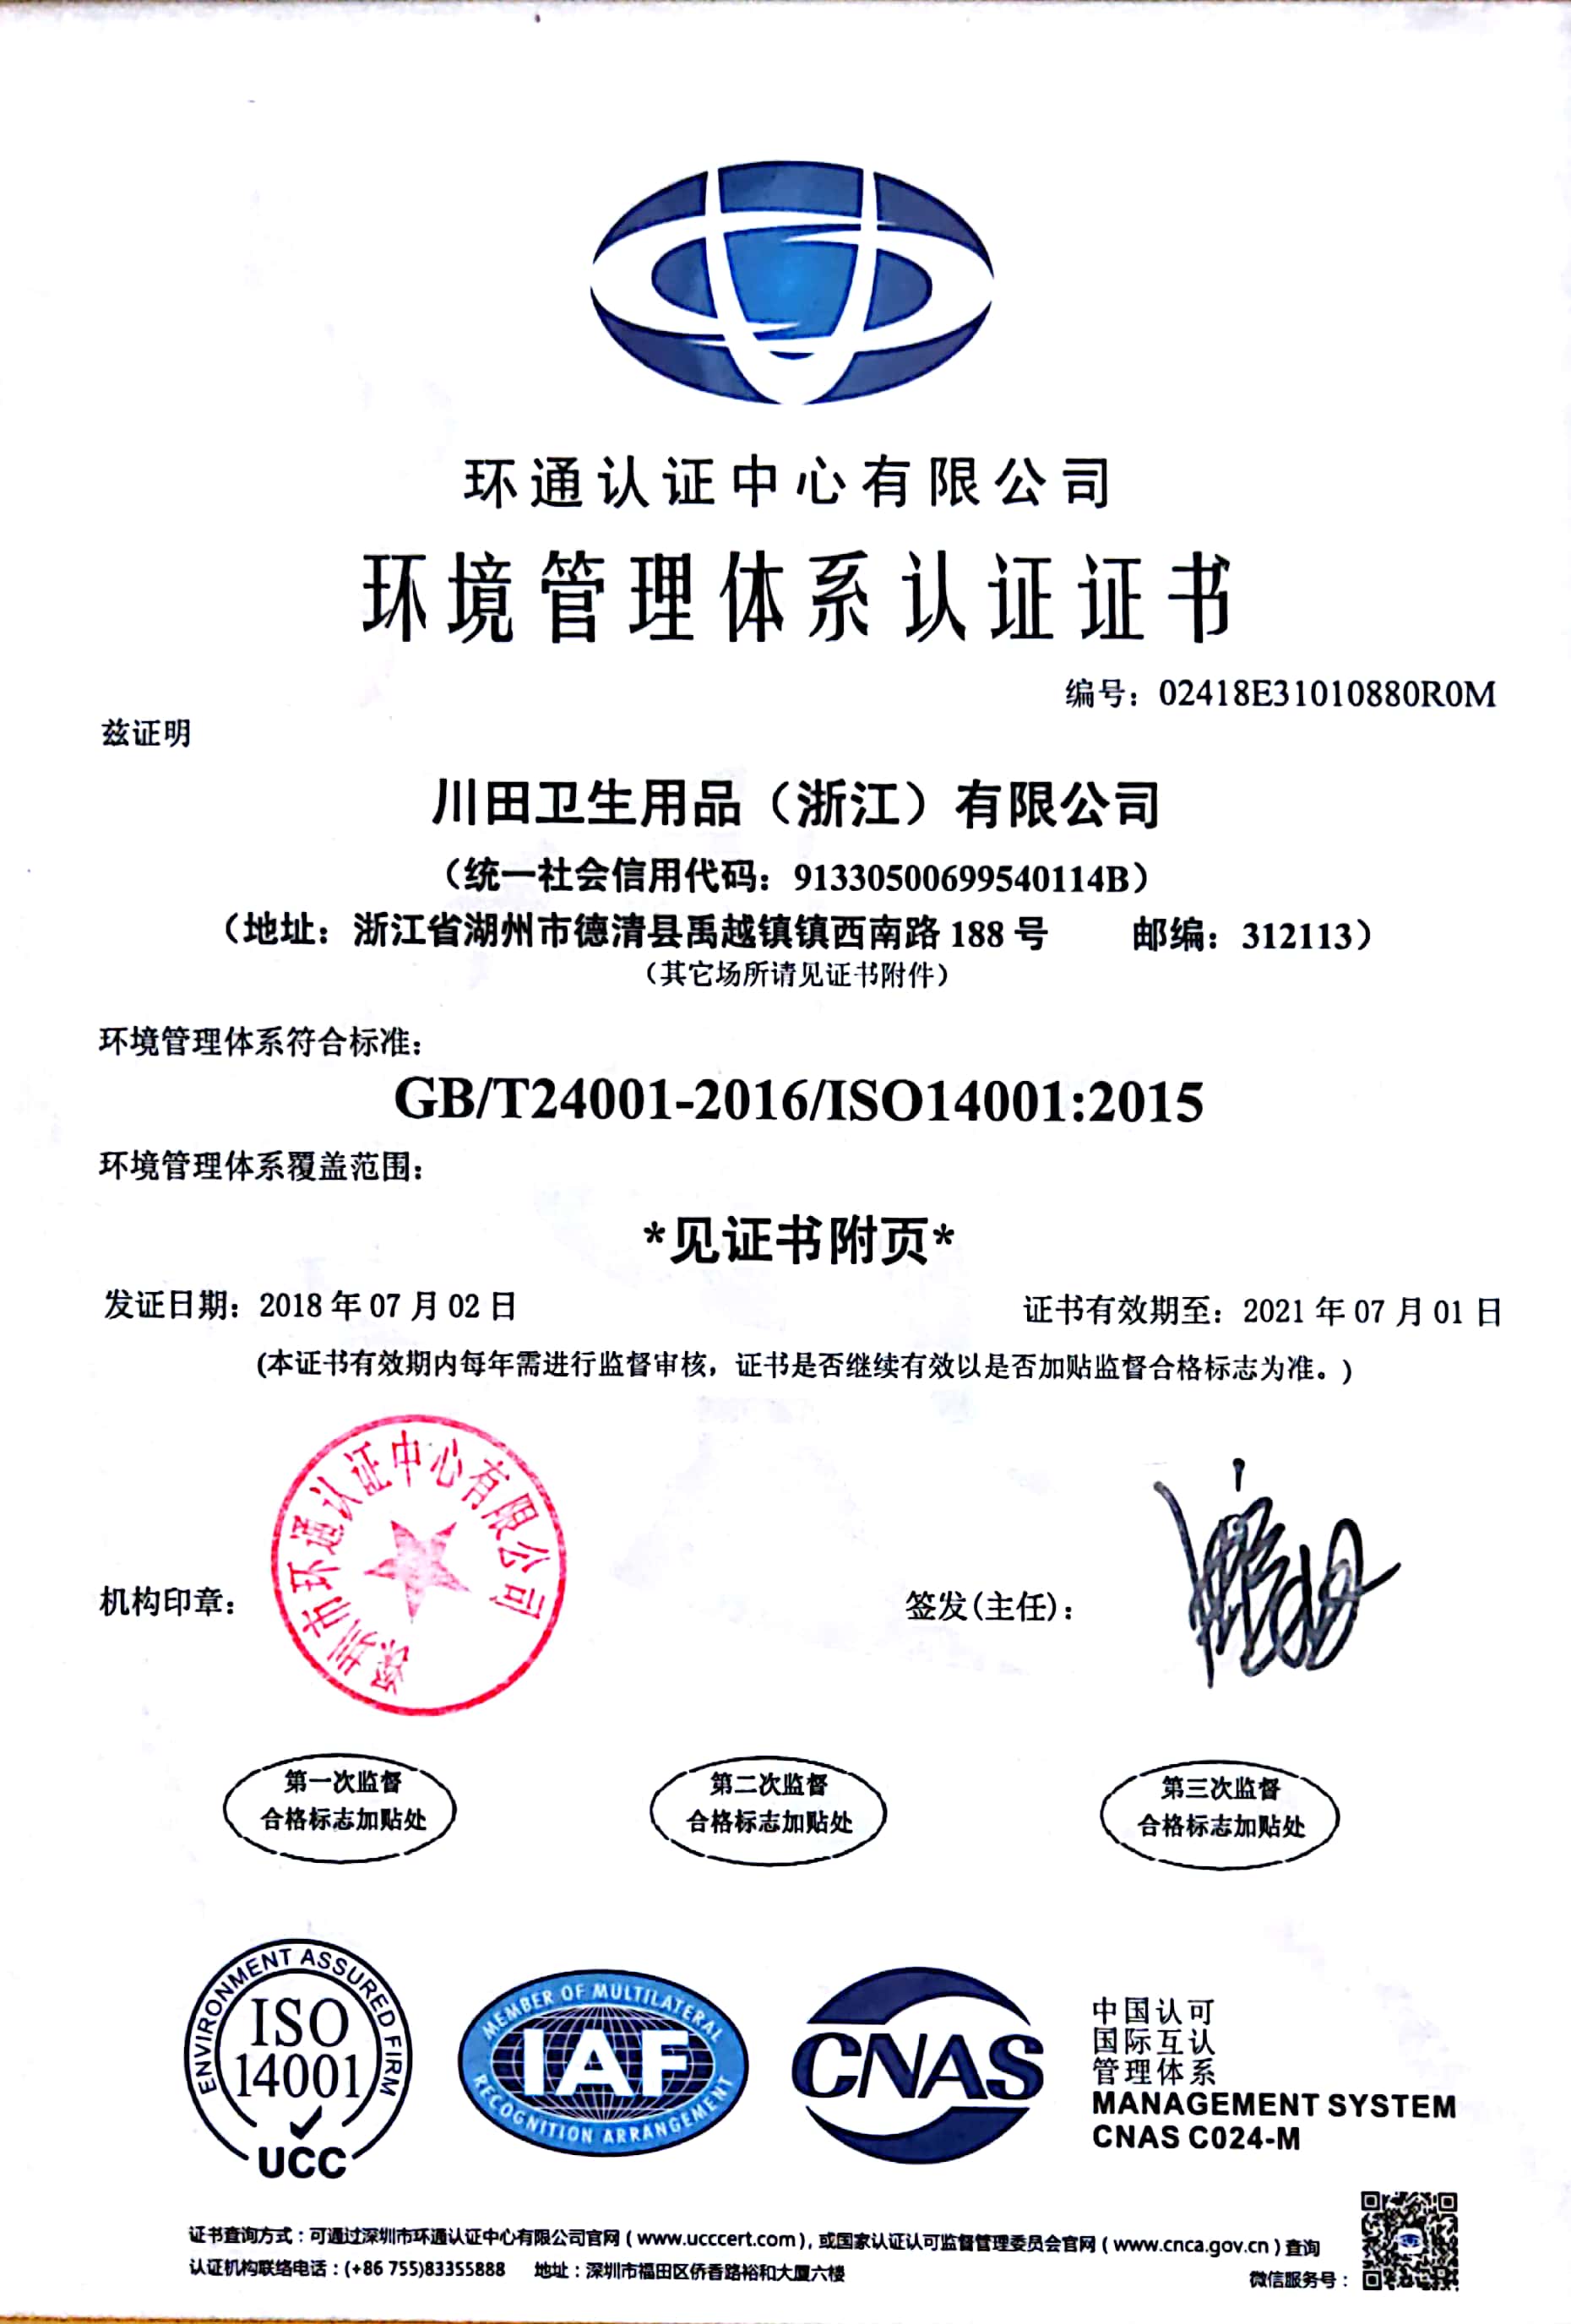 环通认证中心有限公司
环境管理体系认证证书
编号：02418E31010880R0M
兹证明
川田卫生用品（浙江）有限公司
（统一社会信用代码：91330500699540114B）
（地址：浙江省湖州市德清县禹越镇镇西南路 188 号 邮编：312113）
（其它场所请见证书附件）
环境管理体系符合标准：
GB/T24001-2016/ISO14001:2015
环境管理体系覆盖范围：
*见证书附页*
发证日期：2018 年 07 月 02 日 证书有效期至：2021 年 07 月 01 日
(本证书有效期内每年需进行监督审核，证书是否继续有效以是否加贴监督合格标志为准。)
深圳市环通认证中心有限公司
机构印章： 签发(主任)：
第一次监督
合格标志加贴处
第二次监督
合格标志加贴处
第三次监督
合格标志加贴处
ENVIRONMENT ASSURED FIRM
ISO
14001
UCC
MEMBER OF MULTILATERAL
IAF
RECOGNITION ARRANGEMENT
CNAS
中国认可
国际互认
管理体系
MANAGEMENT SYSTEM
CNAS C024-M
证书查询方式：可通过深圳市环通认证中心有限公司官网（www.ucccert.com），或国家认证认可监督管理委员会官网（www.cnca.gov.cn）查询
认证机构联络电话：(+86 755)83355888 地址：深圳市福田区侨香路裕和大厦六楼
微信服务号：